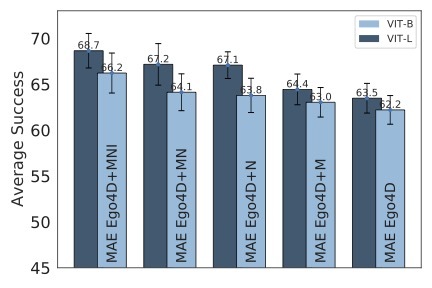 VIT-B
VIT-L
Average Success
70
65
60
55
50
45
68.7
66.2
67.2
64.1
67.1
63.8
64.4
63.0
63.5
62.2
MAE Ego4D+MNI
MAE Ego4D+MN
MAE Ego4D+N
MAE Ego4D+M
MAE Ego4D